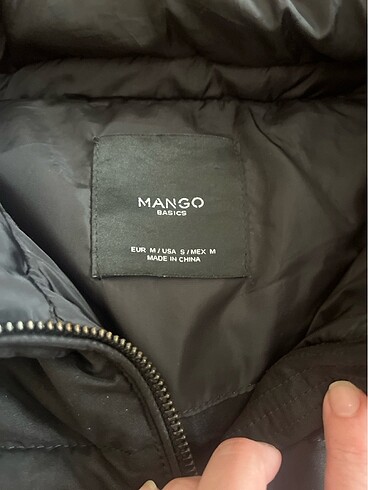 MANGO
BASICS
EUR M / USA S / MEX M
MADE IN CHINA